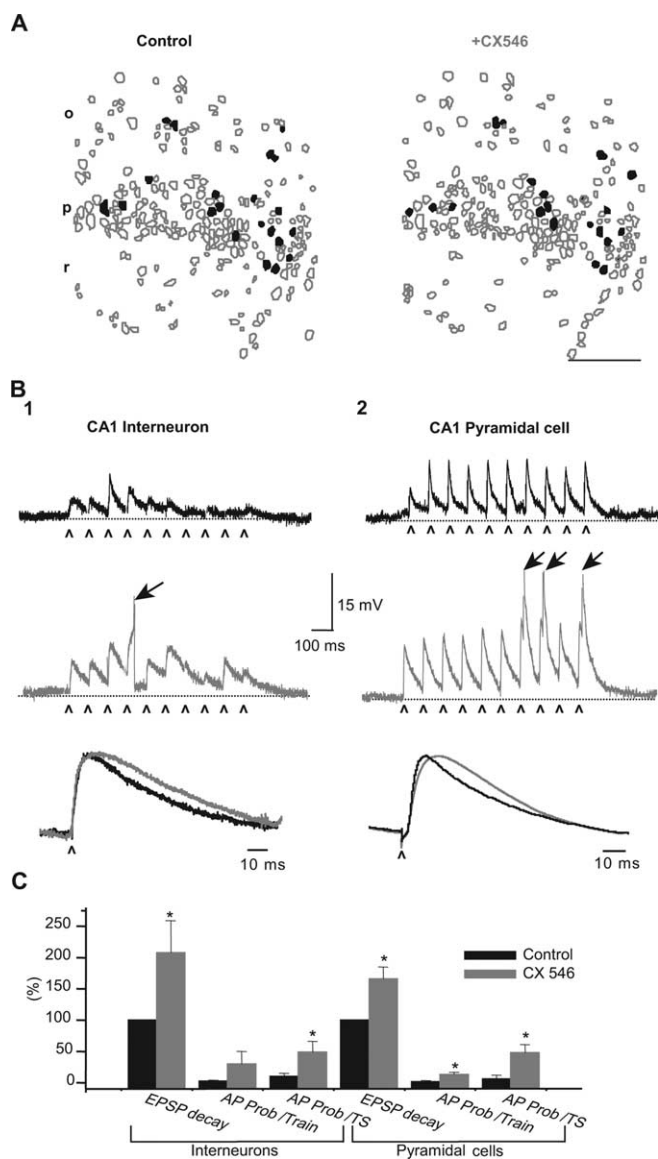 A
Control
+CX546
o
p
r
B
1
2
CA1 Interneuron
CA1 Pyramidal cell
^ ^ ^ ^ ^ ^ ^ ^ ^ ^
^ ^ ^ ^ ^ ^ ^ ^ ^ ^
15 mV
100 ms
^ ^ ^ ^ ^ ^ ^ ^ ^ ^
^ ^ ^ ^ ^ ^ ^ ^ ^ ^
^
10 ms
^
10 ms
C
(%)
250
200
150
100
50
0
*
*
*
*
*
Control
CX 546
EPSP decay
AP Prob /Train
AP Prob /TS
EPSP decay
AP Prob /Train
AP Prob /TS
Interneurons
Pyramidal cells